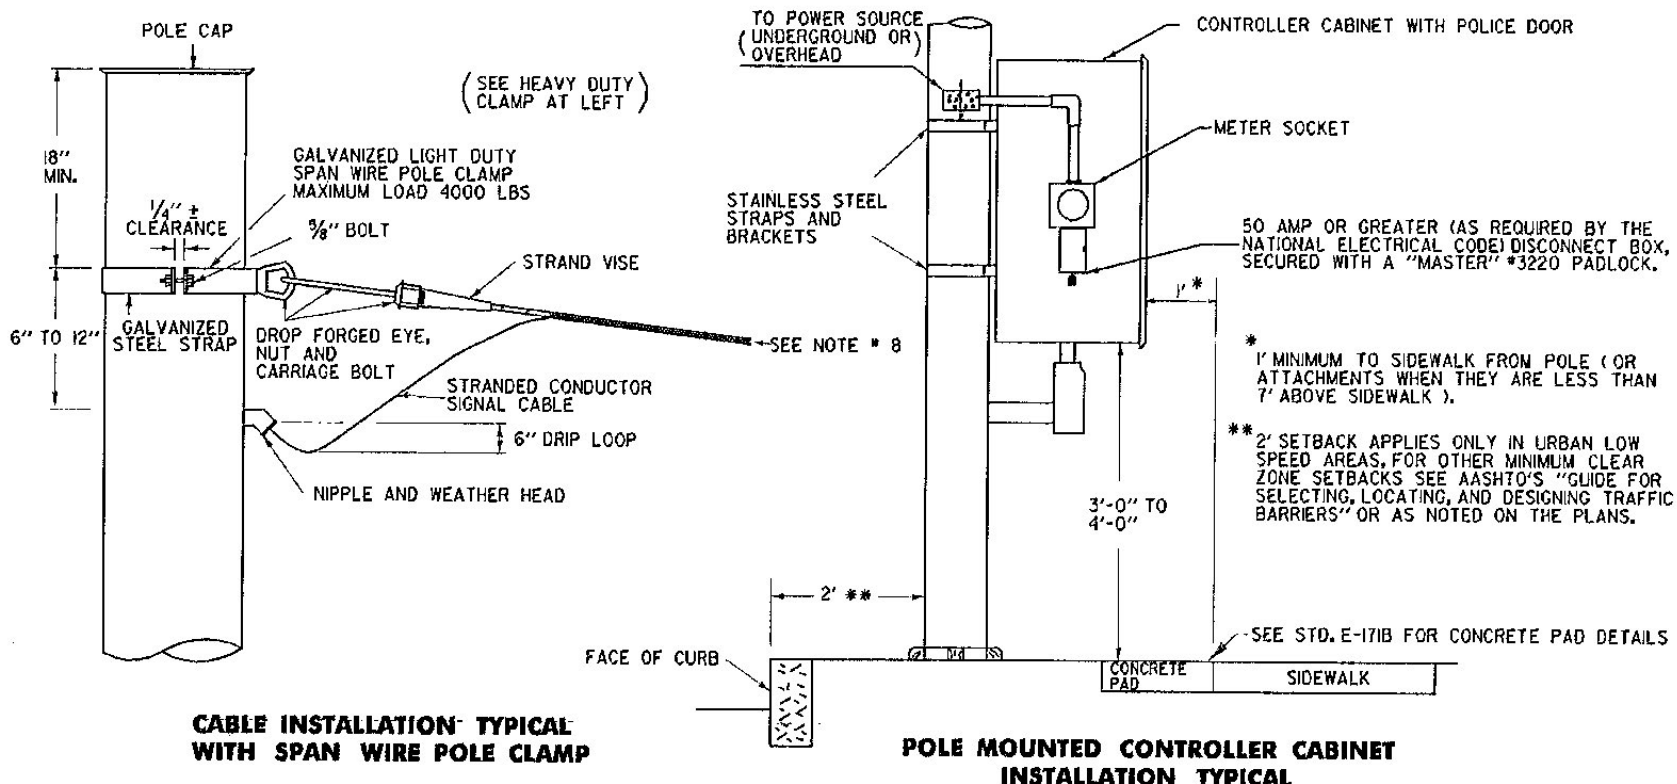 POLE CAP
(SEE HEAVY DUTY
CLAMP AT LEFT)
18"
MIN.
GALVANIZED LIGHT DUTY
SPAN WIRE POLE CLAMP
MAXIMUM LOAD 4000 LBS
1/4" ±
CLEARANCE
5/8" BOLT
STRAND VISE
6" TO 12"
GALVANIZED
STEEL STRAP
DROP FORGED EYE,
NUT AND
CARRIAGE BOLT
SEE NOTE # 8
STRANDED CONDUCTOR
SIGNAL CABLE
6" DRIP LOOP
NIPPLE AND WEATHER HEAD
CABLE INSTALLATION TYPICAL
WITH SPAN WIRE POLE CLAMP
TO POWER SOURCE
(UNDERGROUND OR)
OVERHEAD
CONTROLLER CABINET WITH POLICE DOOR
METER SOCKET
STAINLESS STEEL
STRAPS AND
BRACKETS
50 AMP OR GREATER (AS REQUIRED BY THE
NATIONAL ELECTRICAL CODE) DISCONNECT BOX,
SECURED WITH A "MASTER" #3220 PADLOCK.
1' *
*
1' MINIMUM TO SIDEWALK FROM POLE (OR
ATTACHMENTS WHEN THEY ARE LESS THAN
7' ABOVE SIDEWALK ).
** 2' SETBACK APPLIES ONLY IN URBAN LOW
SPEED AREAS, FOR OTHER MINIMUM CLEAR
ZONE SETBACKS SEE AASHTO'S "GUIDE FOR
SELECTING, LOCATING, AND DESIGNING TRAFFIC
BARRIERS" OR AS NOTED ON THE PLANS.
3'-0" TO
4'-0"
2' **
SEE STD. E-171B FOR CONCRETE PAD DETAILS
FACE OF CURB
CONCRETE
PAD
SIDEWALK
POLE MOUNTED CONTROLLER CABINET
INSTALLATION TYPICAL